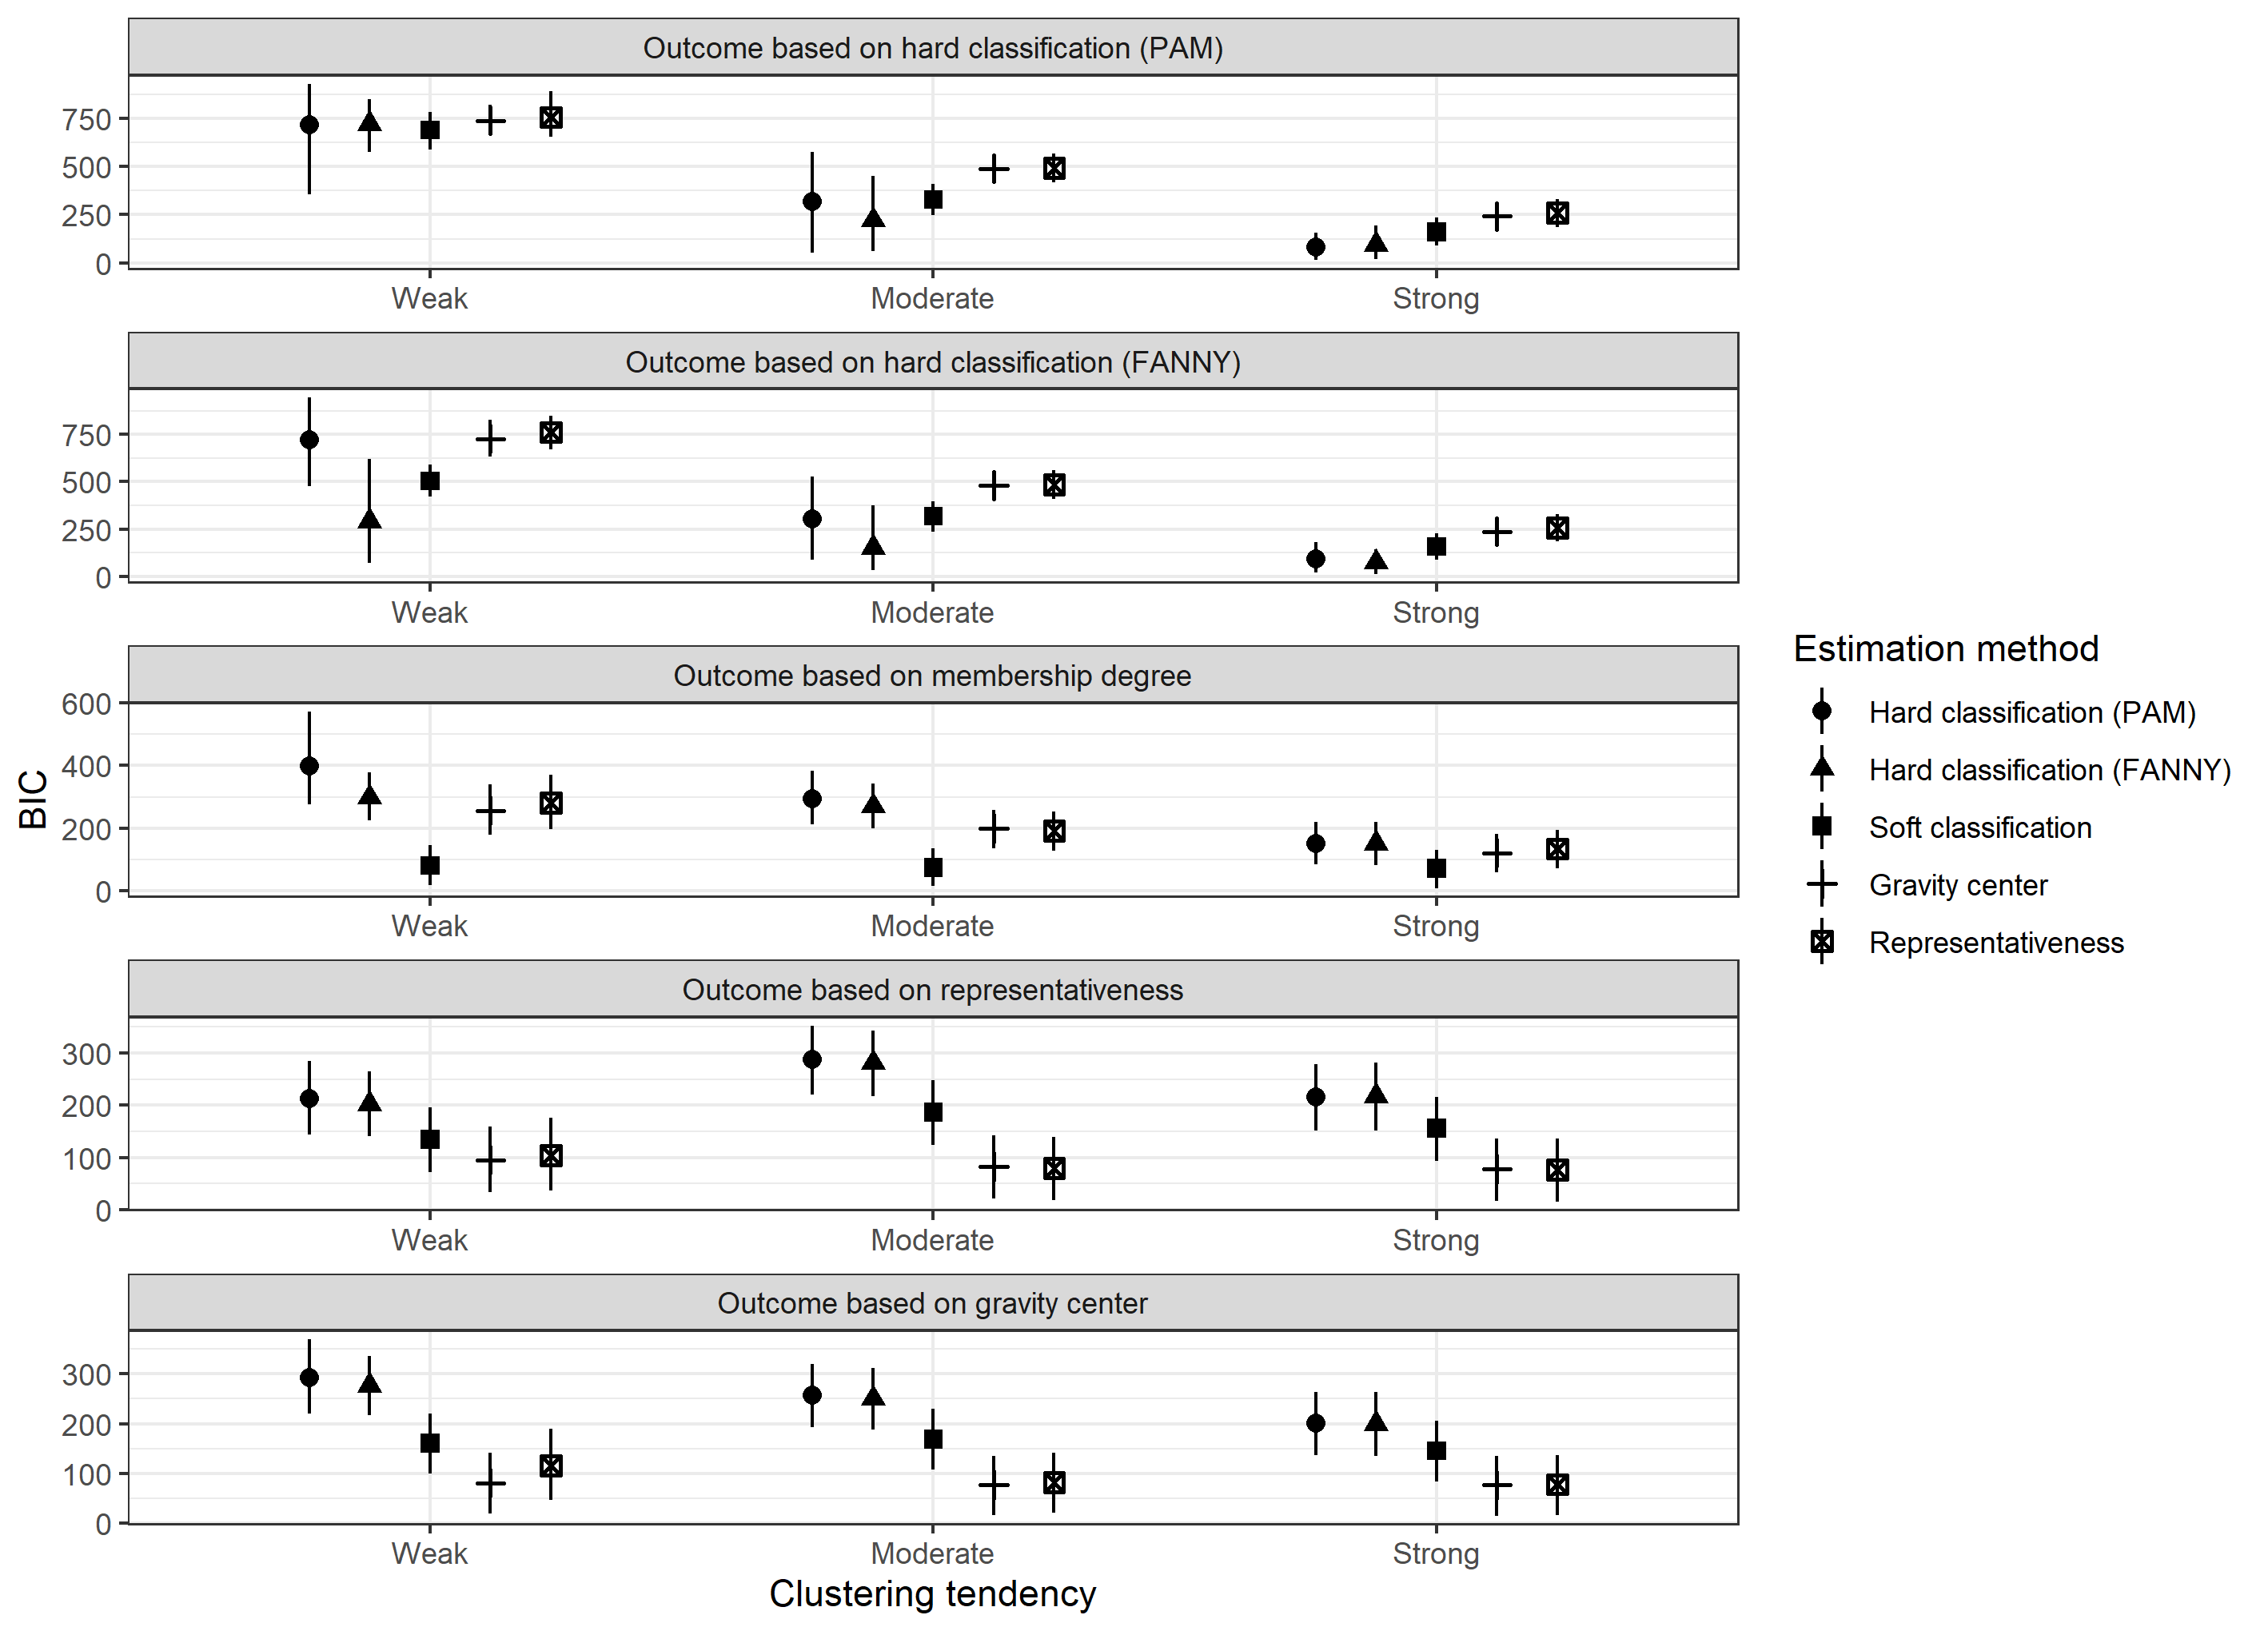 Outcome based on hard classification (PAM)
750
500
250
0
Weak Moderate Strong
Outcome based on hard classification (FANNY)
750
500
250
0
Weak Moderate Strong
Outcome based on membership degree
600
400
200
0
Weak Moderate Strong
Outcome based on representativeness
300
200
100
0
Weak Moderate Strong
Outcome based on gravity center
300
200
100
0
Weak Moderate Strong
Clustering tendency
BIC
Estimation method
Hard classification (PAM)
Hard classification (FANNY)
Soft classification
Gravity center
Representativeness